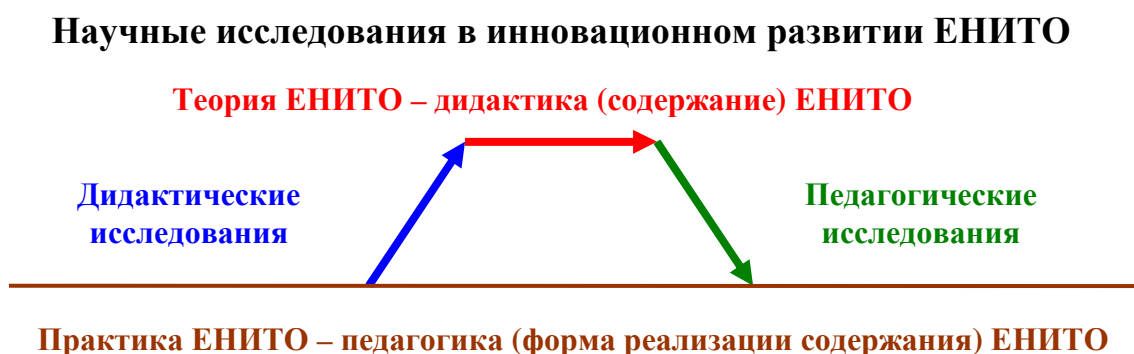 Научные исследования в инновационном развитии ЕНИТО
Теория ЕНИТО – дидактика (содержание) ЕНИТО
Дидактические
исследования
Педагогические
исследования
Практика ЕНИТО – педагогика (форма реализации содержания) ЕНИТО